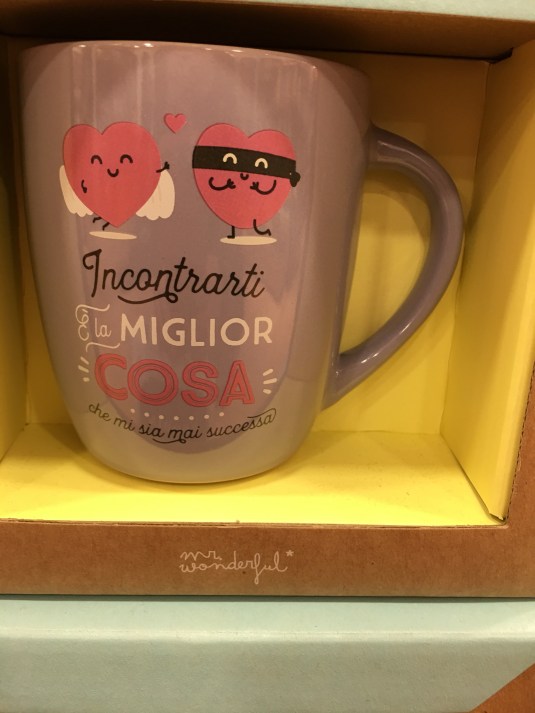 Incontrarti
È la MIGLIOR
COSA
che mi sia mai successa
mr.
wonderful*